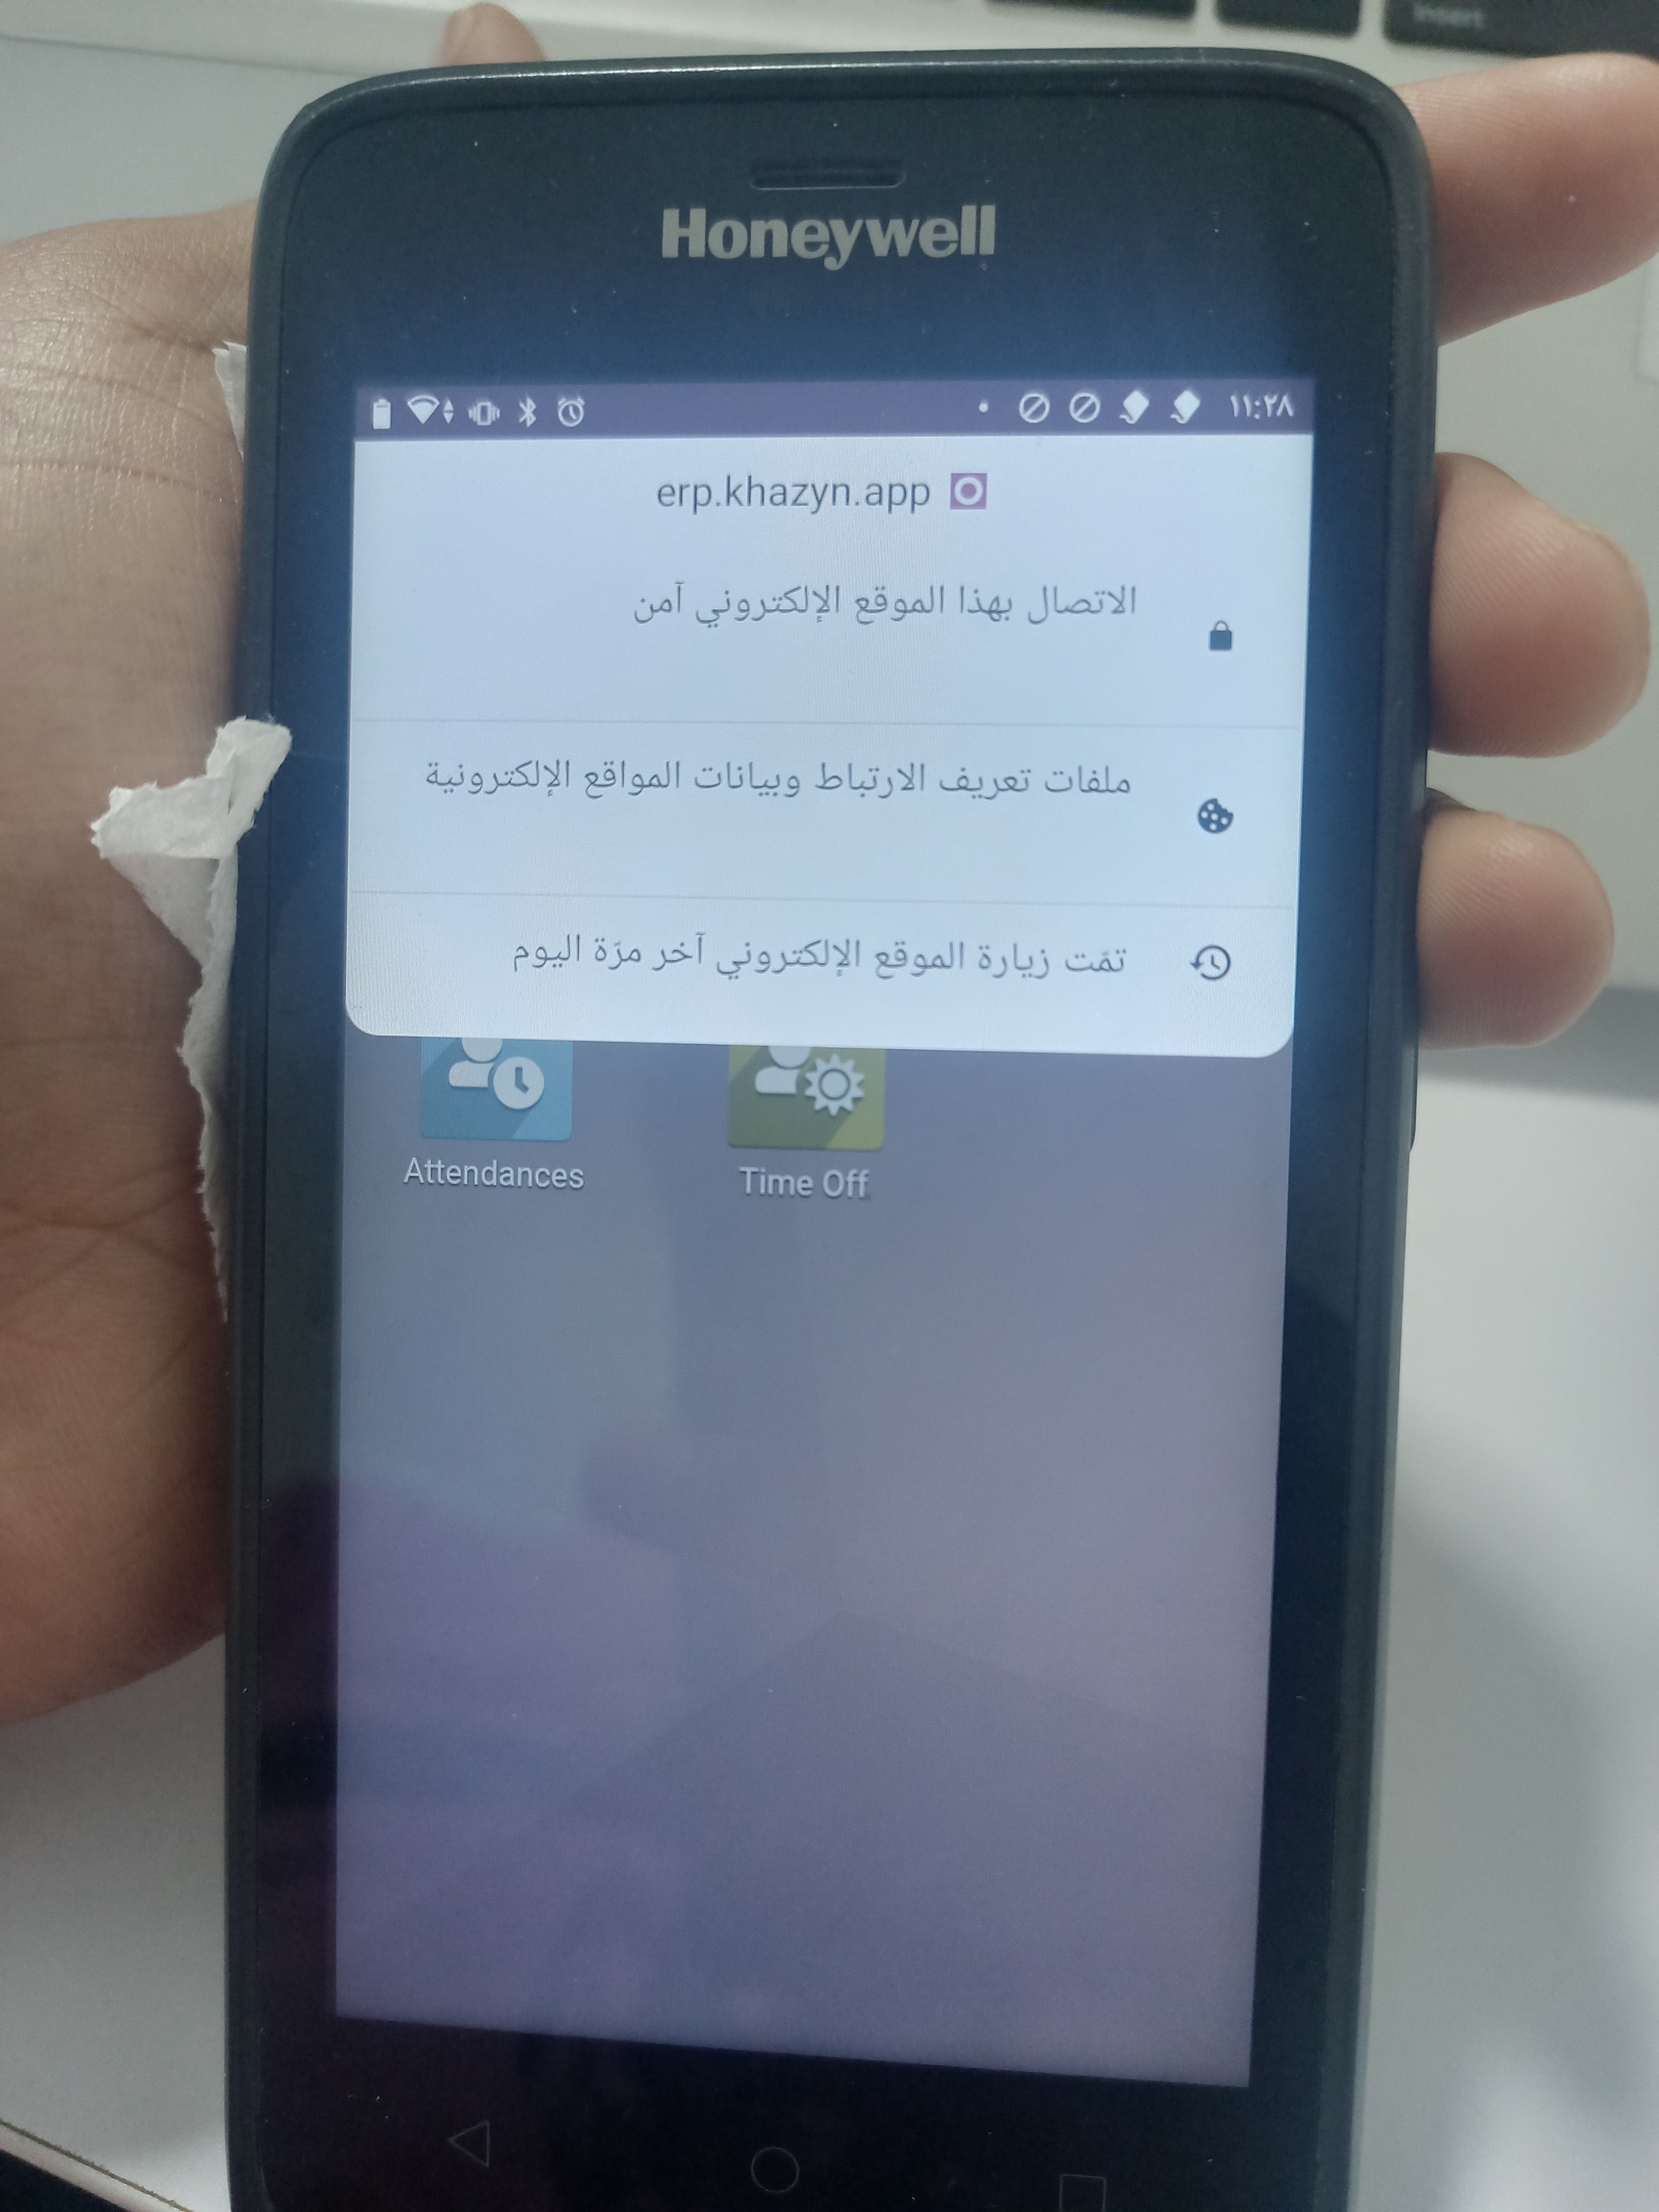 insert
Honeywell
١١:٢٨
erp.khazyn.app
الاتصال بهذا الموقع الإلكتروني آمن
ملفات تعريف الارتباط وبيانات المواقع الإلكترونية
تمّت زيارة الموقع الإلكتروني آخر مرّة اليوم
Attendances
Time Off